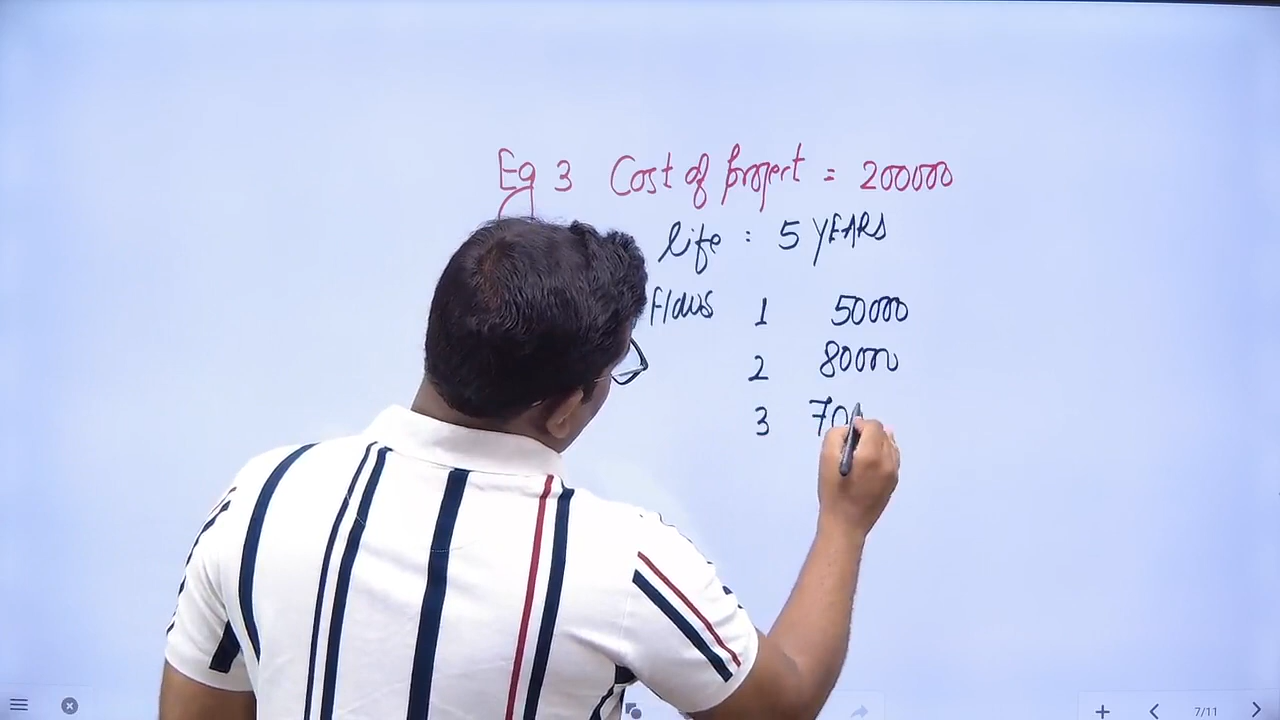 Eg 3 Cost of project = 200000
life : 5 YEARS
Flows 1 50000
2 80000
3 70
7/11